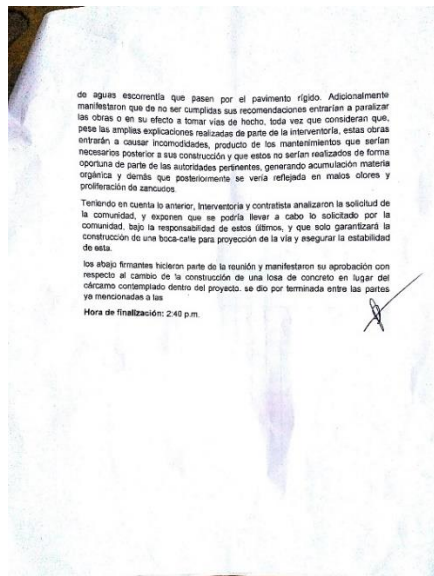 de aguas escorrentía que pasen por el pavimento rígido. Adicionalmente
manifestaron que de no ser cumplidas sus recomendaciones entrarían a paralizar
las obras o en su efecto a tomar vías de hecho, toda vez que consideran que,
pese las amplias explicaciones realizadas de parte de la interventoría, estas obras
entrarán a causar incomodidades, producto de los mantenimientos que serían
necesarios posterior a sus construcción y que estos no serían realizados de forma
oportuna de parte de las autoridades pertinentes, generando acumulación materia
orgánica y demás que posteriormente se vería reflejada en malos olores y
proliferación de zancudos.
Teniendo en cuenta lo anterior, Interventoría y contratista analizaron la solicitud de
la comunidad, y exponen que se podría llevar a cabo lo solicitado por la
comunidad, bajo la responsabilidad de estos últimos, y que solo garantizará la
construcción de una boca-calle para proyección de la vía y asegurar la estabilidad
de esta.
los abajo firmantes hicieron parte de la reunión y manifestaron su aprobación con
respecto al cambio de la construcción de una losa de concreto en lugar del
cárcamo contemplado dentro del proyecto. se dio por terminada entre las partes
ya mencionadas a las
Hora de finalización: 2:40 p.m.